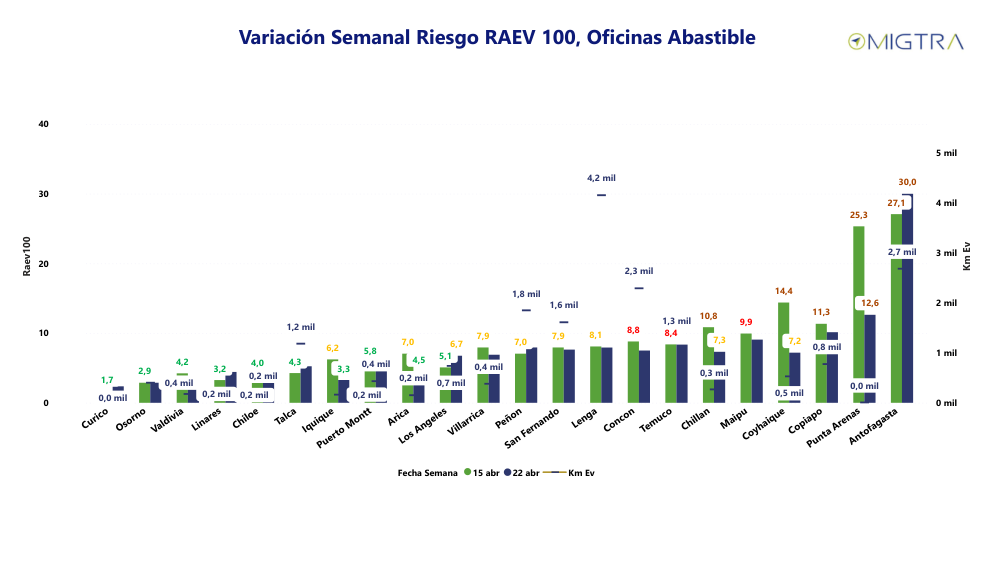 Variación Semanal Riesgo RAEV 100, Oficinas Abastible
OMIGTRA
40
30
20
10
0
Raev100
5 mil
4 mil
3 mil
2 mil
1 mil
0 mil
Km Ev
1,7
0,0 mil
2,9
4,2
0,4 mil
3,2
0,2 mil
4,0
0,2 mil
0,2 mil
4,3
1,2 mil
6,2
3,3
0,2 mil
5,8
0,4 mil
7,0
4,5
0,2 mil
5,1
6,7
0,7 mil
7,9
0,4 mil
7,0
1,8 mil
7,9
1,6 mil
8,1
4,2 mil
8,8
2,3 mil
8,4
1,3 mil
10,8
7,3
0,3 mil
9,9
14,4
7,2
0,5 mil
11,3
0,8 mil
25,3
12,6
0,0 mil
27,1
30,0
2,7 mil
Curico
Osorno
Valdivia
Linares
Chiloe
Talca
Iquique
Puerto Montt
Arica
Los Angeles
Villarrica
Peñon
San Fernando
Lenga
Concon
Temuco
Chillan
Maipu
Coyhaique
Copiapo
Punta Arenas
Antofagasta
Fecha Semana 15 abr 22 abr Km Ev